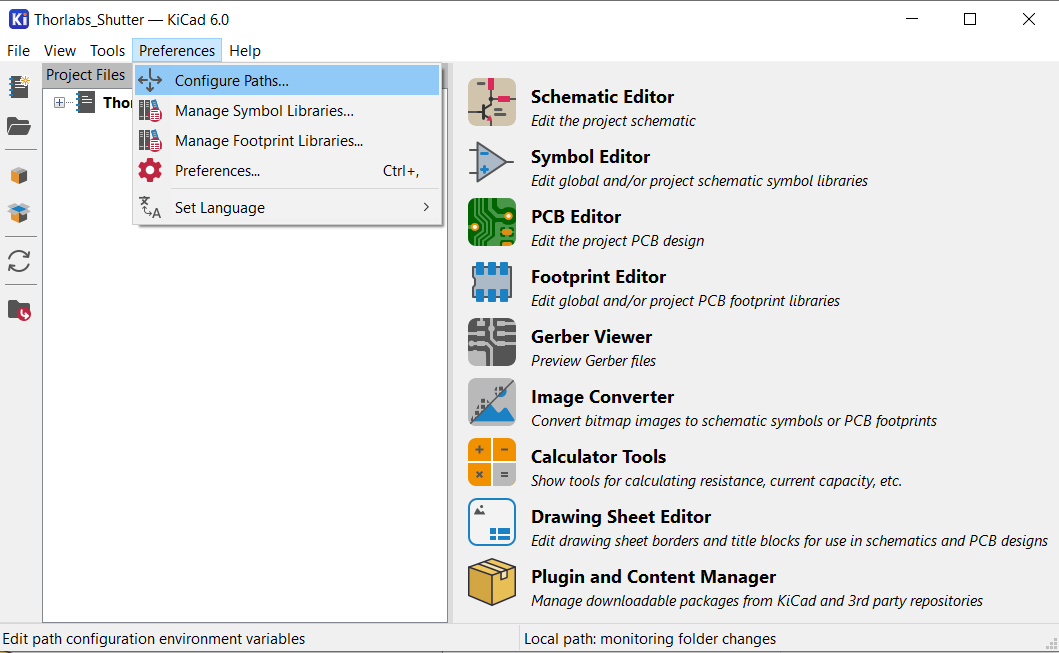 Thorlabs_Shutter — KiCad 6.0
File View Tools Preferences Help
Project Files
Tho
Configure Paths...
Manage Symbol Libraries...
Manage Footprint Libraries...
Preferences... Ctrl+,
Set Language
Schematic Editor
Edit the project schematic
Symbol Editor
Edit global and/or project schematic symbol libraries
PCB Editor
Edit the project PCB design
Footprint Editor
Edit global and/or project PCB footprint libraries
Gerber Viewer
Preview Gerber files
Image Converter
Convert bitmap images to schematic symbols or PCB footprints
Calculator Tools
Show tools for calculating resistance, current capacity, etc.
Drawing Sheet Editor
Edit drawing sheet borders and title blocks for use in schematics and PCB designs
Plugin and Content Manager
Manage downloadable packages from KiCad and 3rd party repositories
Edit path configuration environment variables
Local path: monitoring folder changes